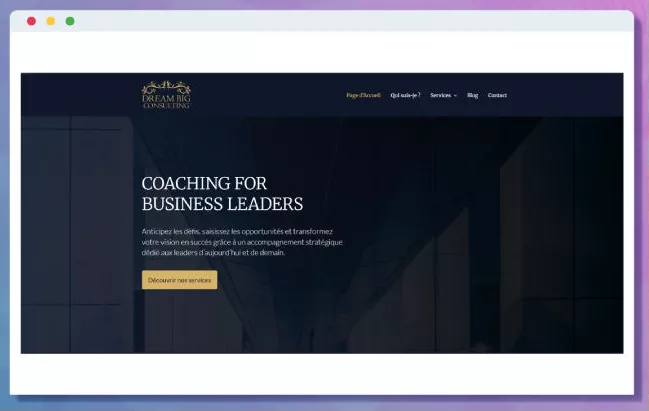 DREAM BIG
CONSULTING
Page d'Accueil Qui suis-je ? Services Blog Contact
COACHING FOR
BUSINESS LEADERS
Anticipez les défis, saisissez les opportunités et transformez
votre vision en succès grâce à un accompagnement stratégique
dédié aux leaders d'aujourd'hui et de demain.
Découvrir nos services